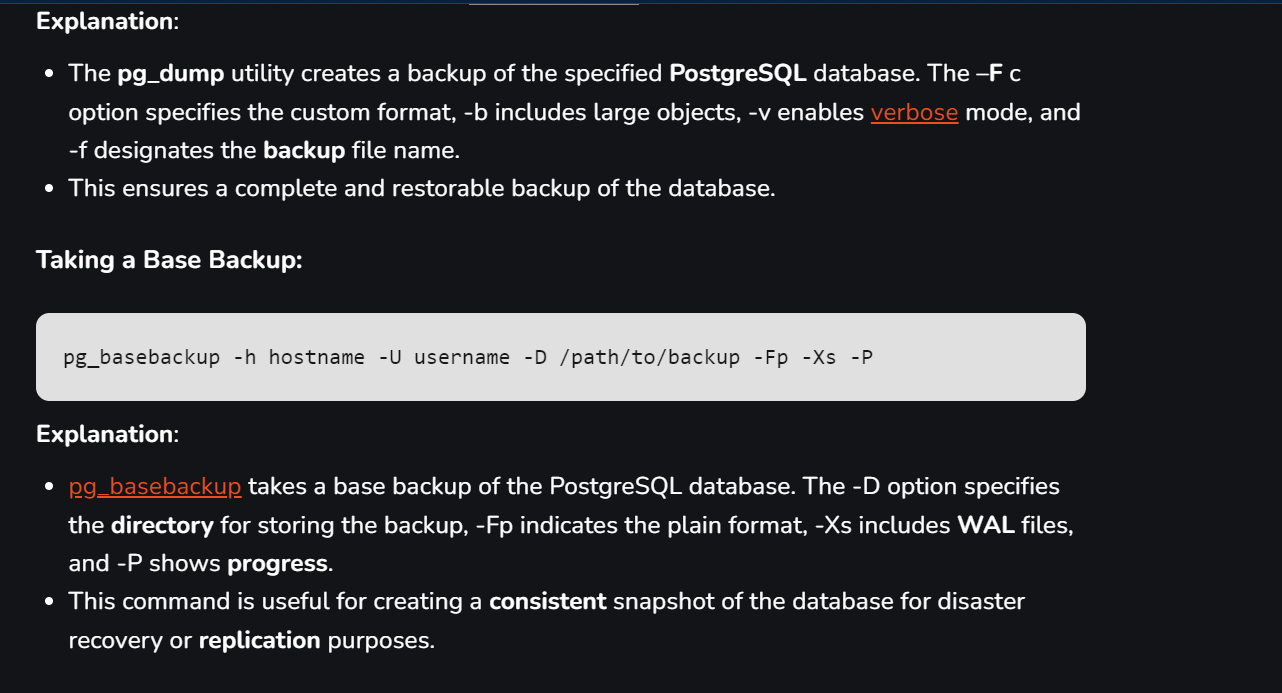 Explanation:
• The pg_dump utility creates a backup of the specified PostgreSQL database. The –F c
option specifies the custom format, -b includes large objects, -v enables verbose mode, and
-f designates the backup file name.
• This ensures a complete and restorable backup of the database.
Taking a Base Backup:
pg_basebackup -h hostname -U username -D /path/to/backup -Fp -Xs -P
Explanation:
• pg_basebackup takes a base backup of the PostgreSQL database. The -D option specifies
the directory for storing the backup, -Fp indicates the plain format, -Xs includes WAL files,
and -P shows progress.
• This command is useful for creating a consistent snapshot of the database for disaster
recovery or replication purposes.